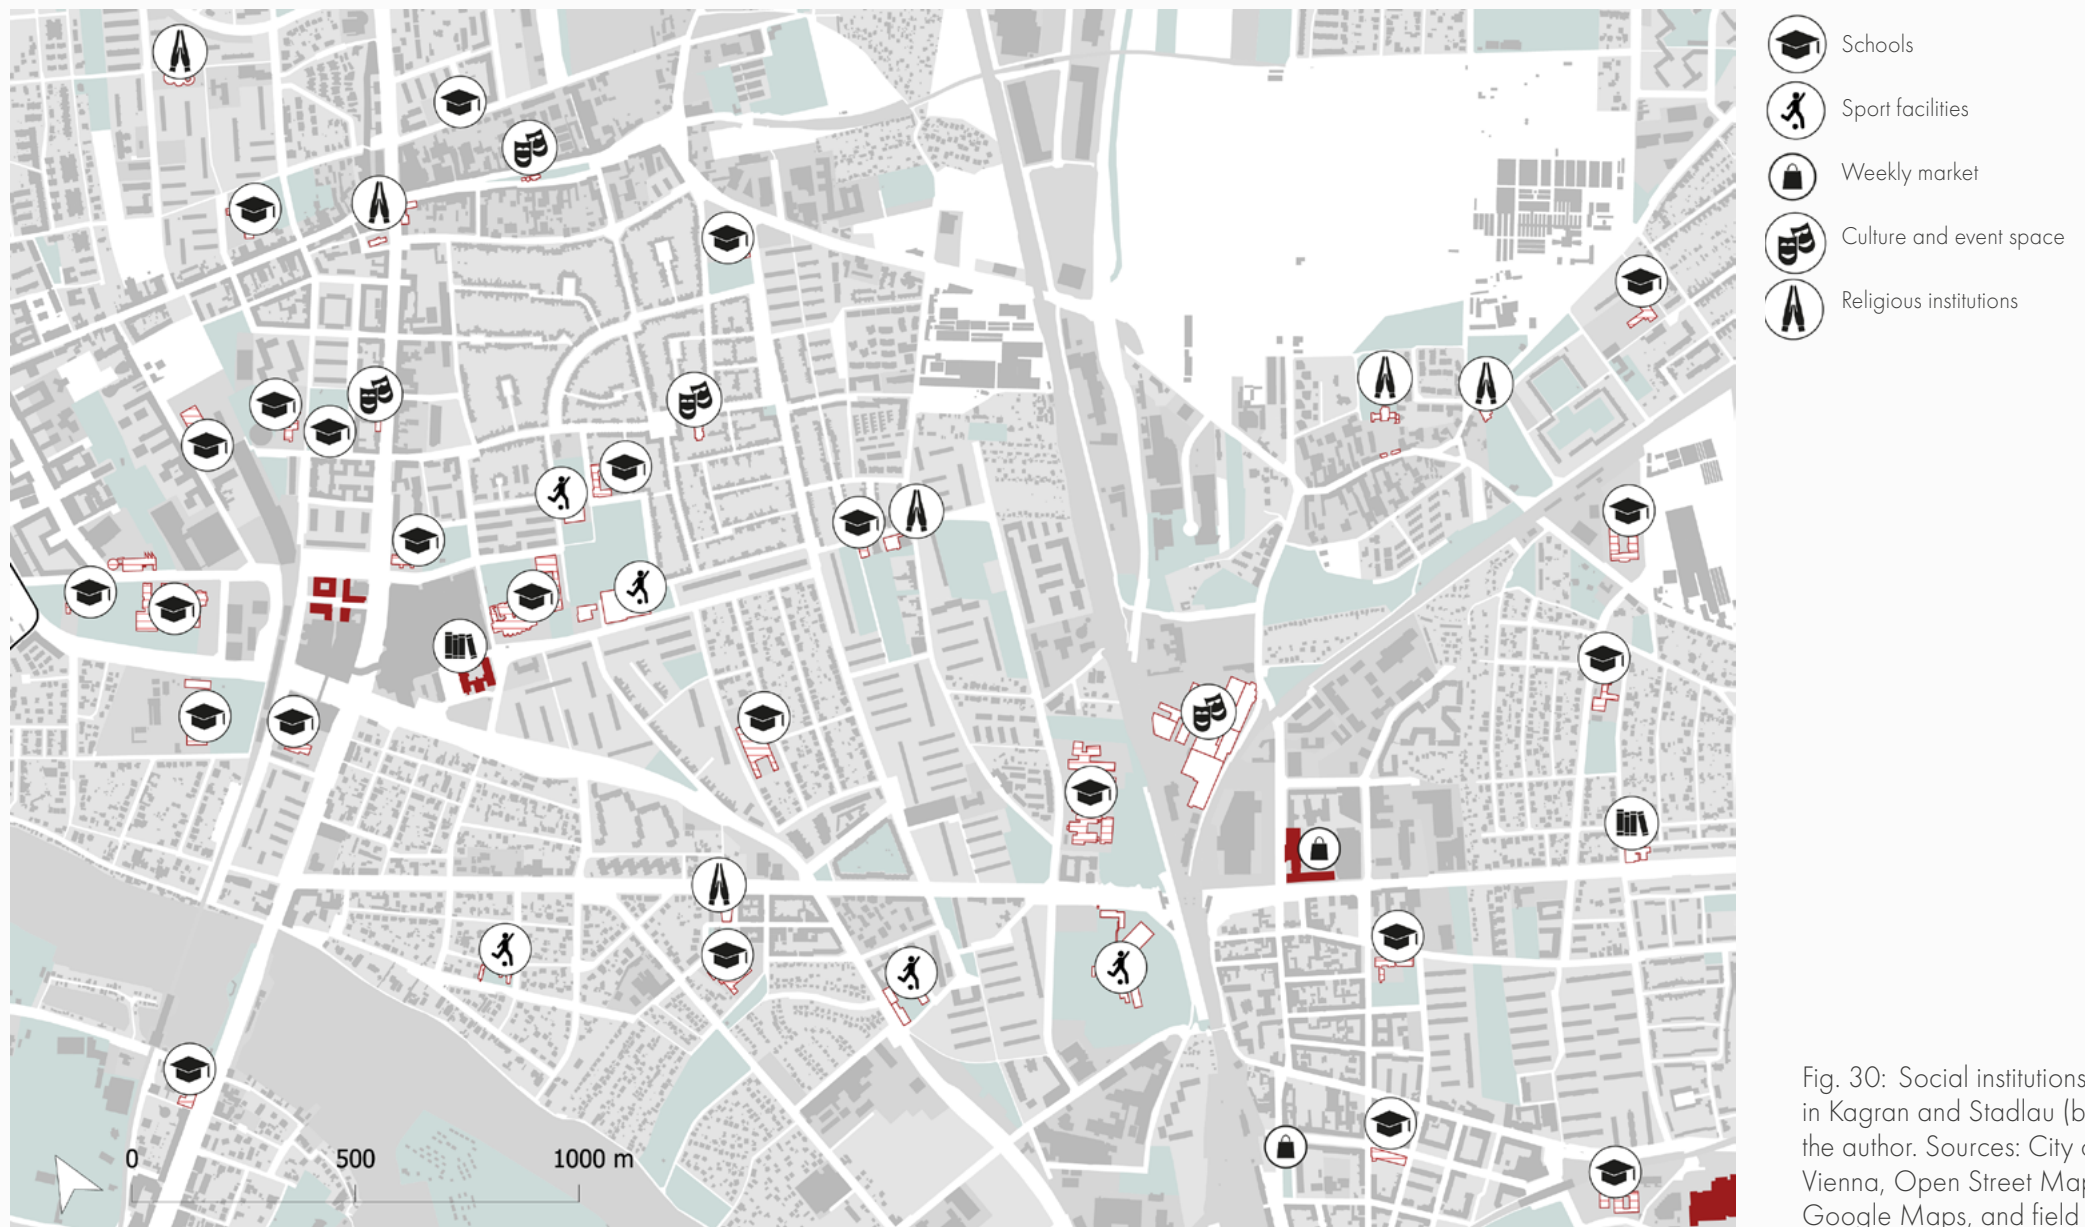 Schools
Sport facilities
Weekly market
Culture and event space
Religious institutions
0 500 1000 m
Fig. 30: Social institutions
in Kagran and Stadlau (b
the author. Sources: City
Vienna, Open Street Map
Google Maps, and field